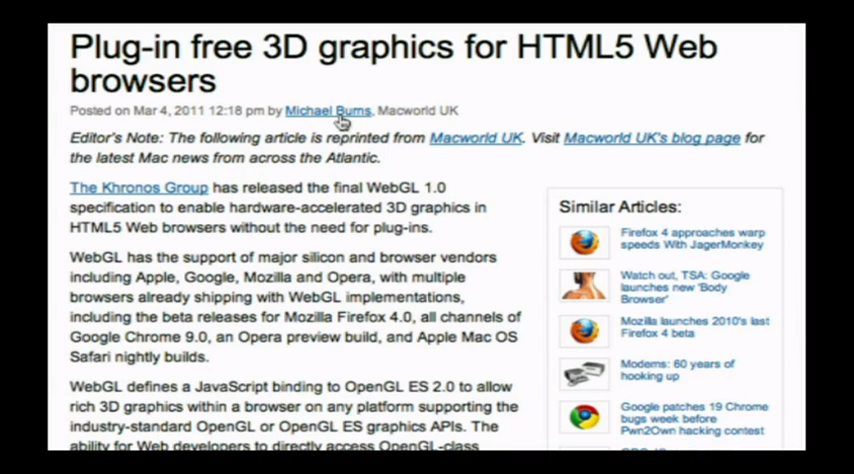 Plug-in free 3D graphics for HTML5 Web
browsers
Posted on Mar 4, 2011 12:18 pm by Michael Burns, Macworld UK
Editor's Note: The following article is reprinted from Macworld UK. Visit Macworld UK's blog page for
the latest Mac news from across the Atlantic.
The Khronos Group has released the final WebGL 1.0
specification to enable hardware-accelerated 3D graphics in
HTML5 Web browsers without the need for plug-ins.
WebGL has the support of major silicon and browser vendors
including Apple, Google, Mozilla and Opera, with multiple
browsers already shipping with WebGL implementations,
including the beta releases for Mozilla Firefox 4.0, all channels of
Google Chrome 9.0, an Opera preview build, and Apple Mac OS
Safari nightly builds.
WebGL defines a JavaScript binding to OpenGL ES 2.0 to allow
rich 3D graphics within a browser on any platform supporting the
industry-standard OpenGL or OpenGL ES graphics APIs. The
ability for Web developers to directly access OpenGL-class
Similar Articles:
Firefox 4 approaches warp
speeds With JagerMonkey
Watch out, TSA: Google
launches new 'Body
Browser'
Mozilla launches 2010's last
Firefox 4 beta
Modems: 60 years of
hooking up
Google patches 19 Chrome
bugs week before
Pwn2Own hacking contest